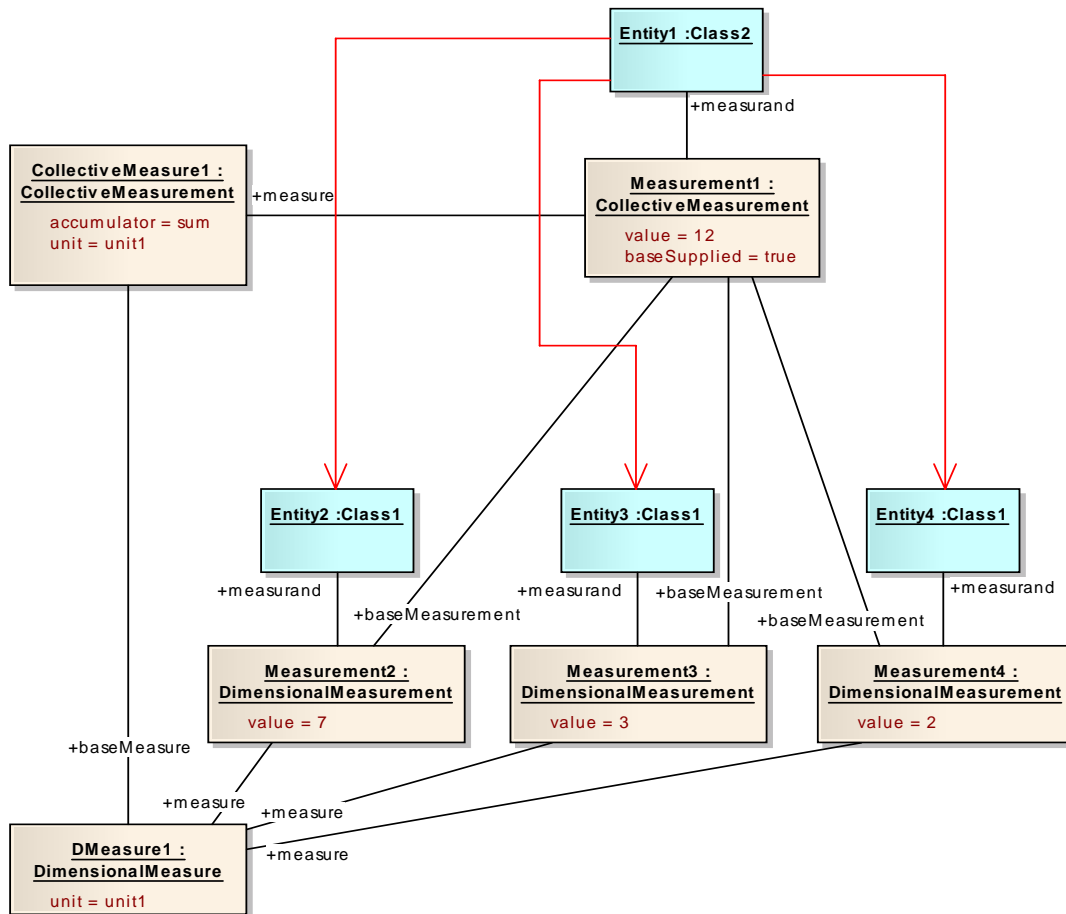 Entity1 :Class2
+measurand
CollectiveMeasure1 :
CollectiveMeasurement
accumulator = sum
unit = unit1
+measure
Measurement1 :
CollectiveMeasurement
value = 12
baseSupplied = true
Entity2 :Class1
Entity3 :Class1
Entity4 :Class1
+measurand
+measurand
+measurand
+baseMeasurement
+baseMeasurement
+baseMeasurement
Measurement2 :
DimensionalMeasurement
value = 7
Measurement3 :
DimensionalMeasurement
value = 3
Measurement4 :
DimensionalMeasurement
value = 2
+baseMeasure
+measure
+measure
+measure
DMeasure1 :
DimensionalMeasure
unit = unit1